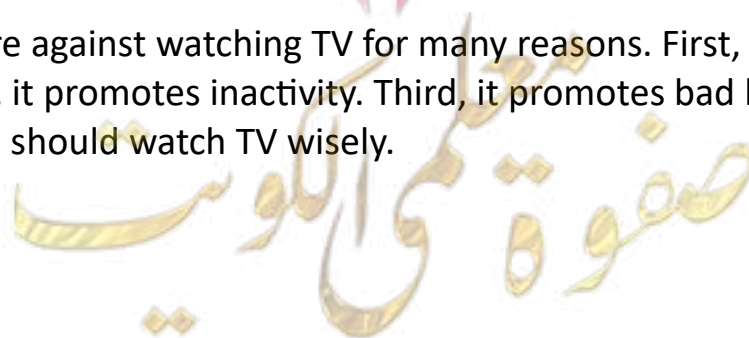 re against watching TV for many reasons. First,
it promotes inactivity. Third, it promotes bad
should watch TV wisely.
صفوة معلمى الكويت